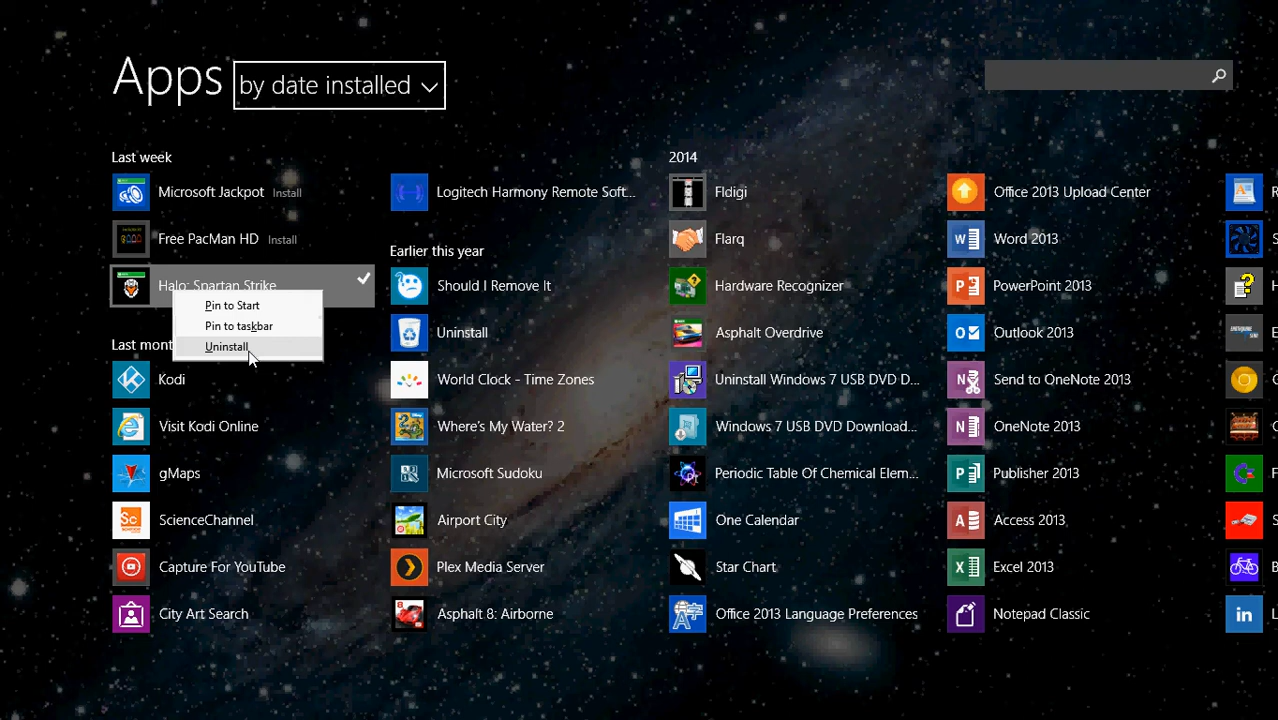 Apps by date installed
Last week
Microsoft Jackpot Install
Free PacMan HD Install
Halo: Spartan Strike
Pin to Start
Pin to taskbar
Uninstall
Last mont
Kodi
Visit Kodi Online
gMaps
ScienceChannel
Capture For YouTube
City Art Search
Logitech Harmony Remote Soft...
Earlier this year
Should I Remove It
Uninstall
World Clock - Time Zones
Where's My Water? 2
Microsoft Sudoku
Airport City
Plex Media Server
Asphalt 8: Airborne
2014
Fldigi
Flarq
Hardware Recognizer
Asphalt Overdrive
Uninstall Windows 7 USB DVD D...
Windows 7 USB DVD Download...
Periodic Table Of Chemical Elem...
One Calendar
Star Chart
Office 2013 Language Preferences
Office 2013 Upload Center
Word 2013
PowerPoint 2013
Outlook 2013
Send to OneNote 2013
OneNote 2013
Publisher 2013
Access 2013
Excel 2013
Notepad Classic